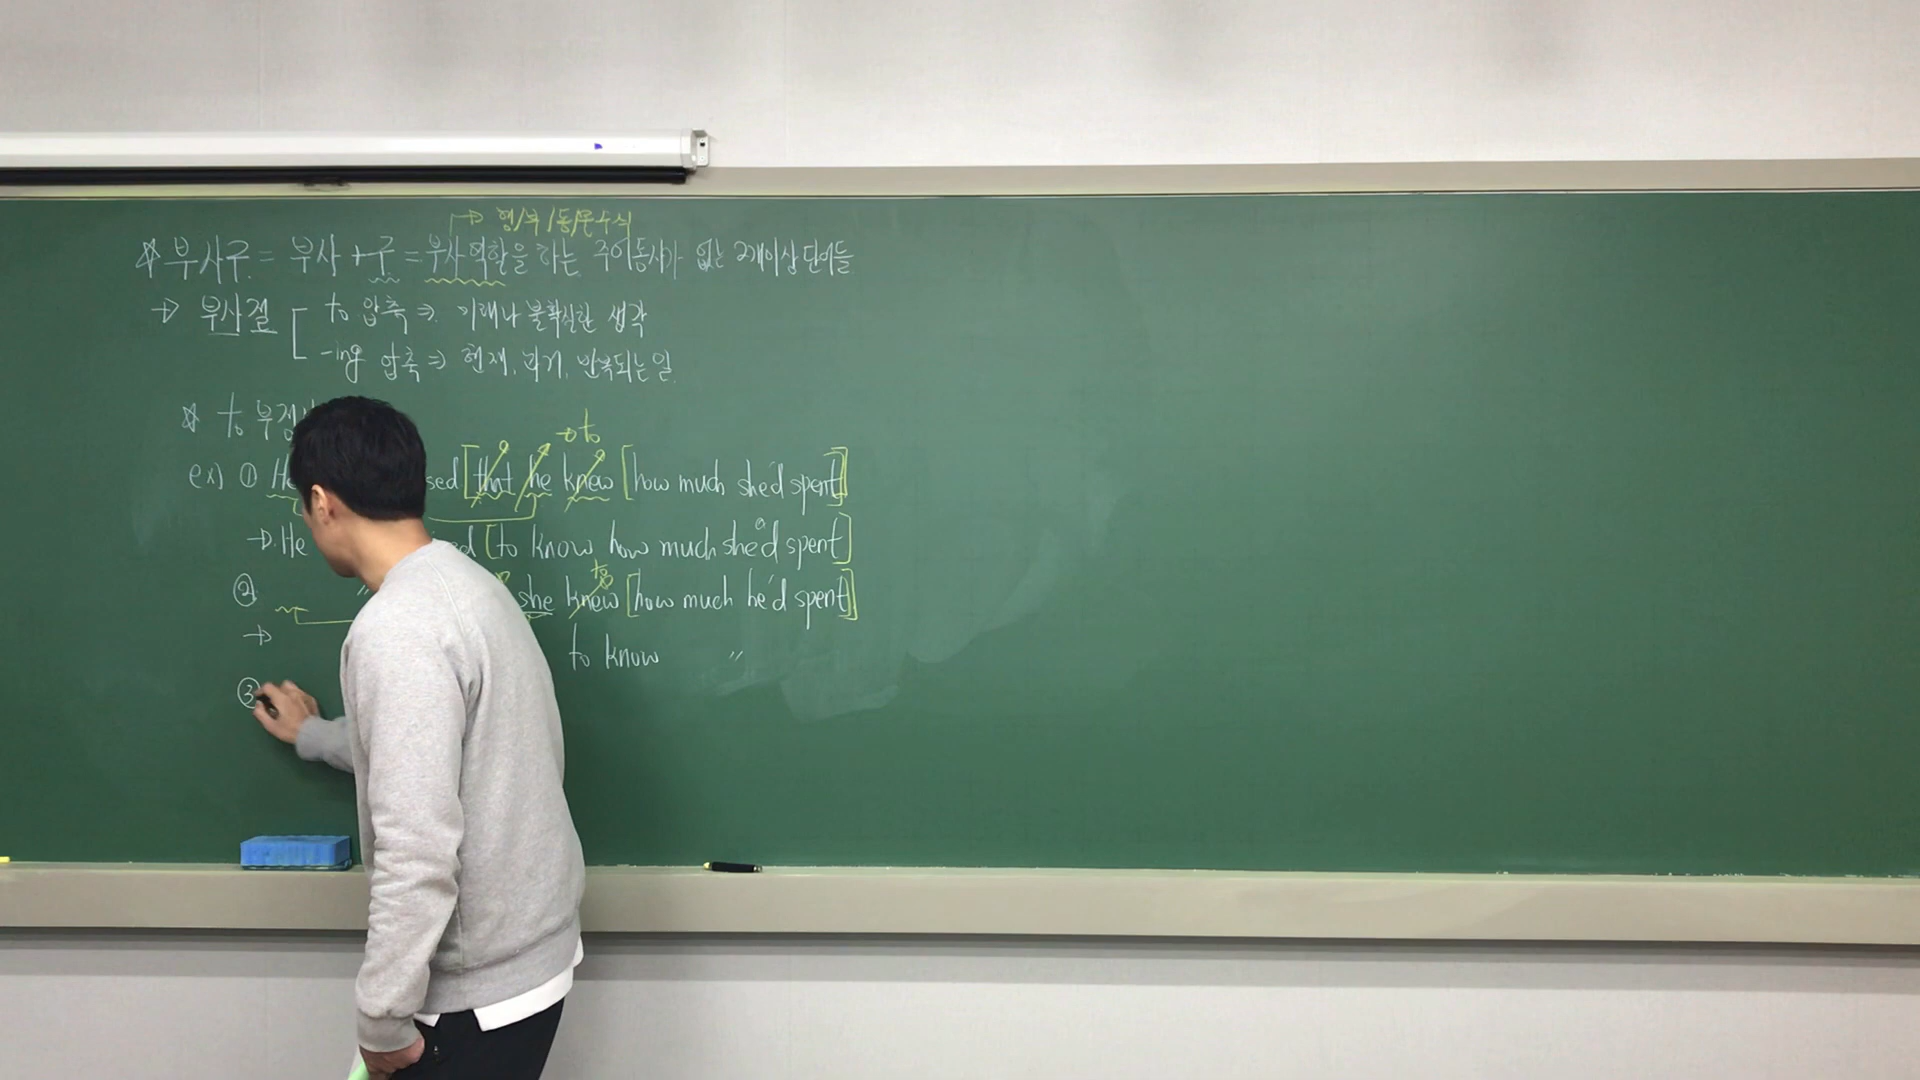 → 형/부/동/문수식
☆ 부사구 = 부사 + 구 = 부사역할을 하는 주어동사가 없는 2개이상 단어들
→ 부사절 [ to 압축 ⇒ 미래나 불확실한 생각
-ing 압축 ⇒ 현재, 과거, 반복되는 일
☆ to 부정
→ to
ex) ① He sed [that he knew [how much she'd spent]
→ He ed [to know how much she'd spent]
to
② 〃 she knew [how much he'd spent]
→ to know 〃
③